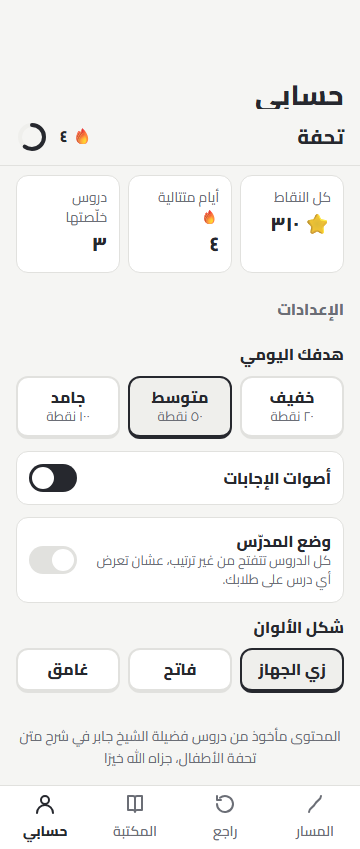 حسابي
تحفة
٤
كل النقاط
٣١٠
أيام متتالية
٤
دروس
خلّصتها
٣
الإعدادات
هدفك اليومي
خفيف
٢٠ نقطة
متوسط
٥٠ نقطة
جامد
١٠٠ نقطة
أصوات الإجابات
وضع المدرّس
كل الدروس تتفتح من غير ترتيب، عشان تعرض
أي درس على طلابك.
شكل الألوان
زي الجهاز
فاتح
غامق
المحتوى مأخوذ من دروس فضيلة الشيخ جابر في شرح متن
تحفة الأطفال، جزاه الله خيرًا
المسار
راجع
المكتبة
حسابي